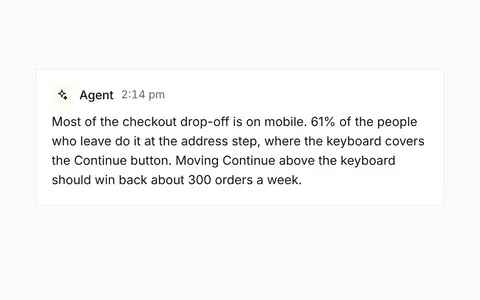 Agent 2:14 pm
Most of the checkout drop-off is on mobile. 61% of the people
who leave do it at the address step, where the keyboard covers
the Continue button. Moving Continue above the keyboard
should win back about 300 orders a week.